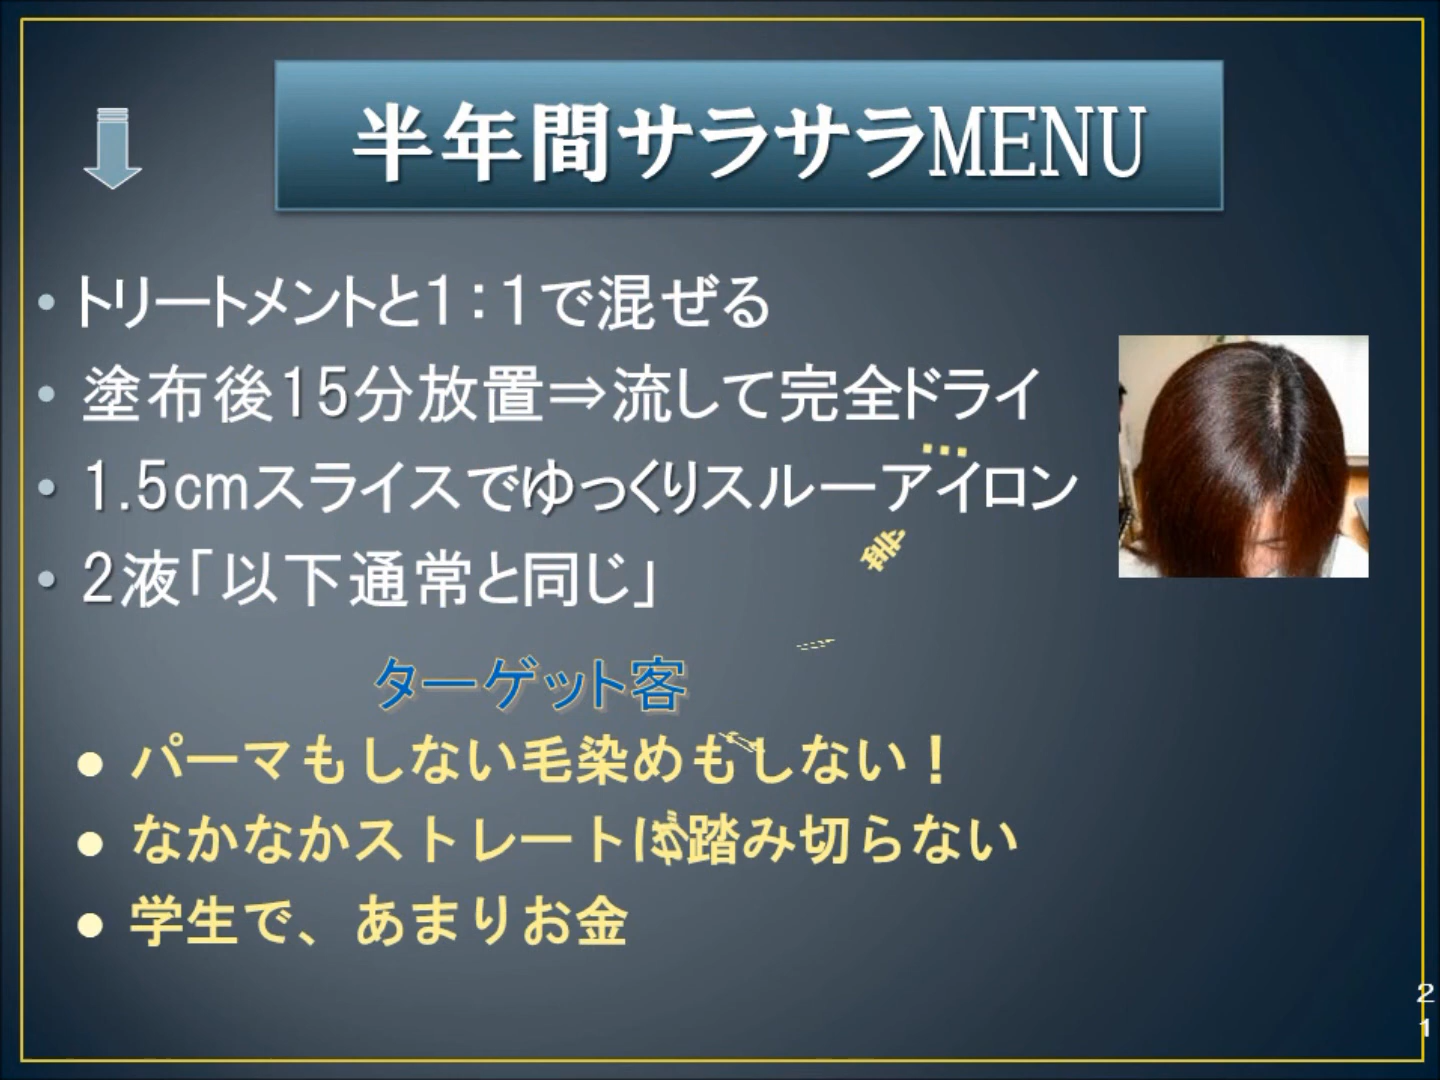 半年間サラサラMENU
• トリートメントと1：1で混ぜる
• 塗布後15分放置⇒流して完全ドライ
• 1.5cmスライスでゆっくりスルーアイロン
• 2液「以下通常と同じ」
ターゲット客
● パーマもしない毛染めもしない！
● なかなかストレートに踏み切らない
● 学生で、あまりお金
が
…
21